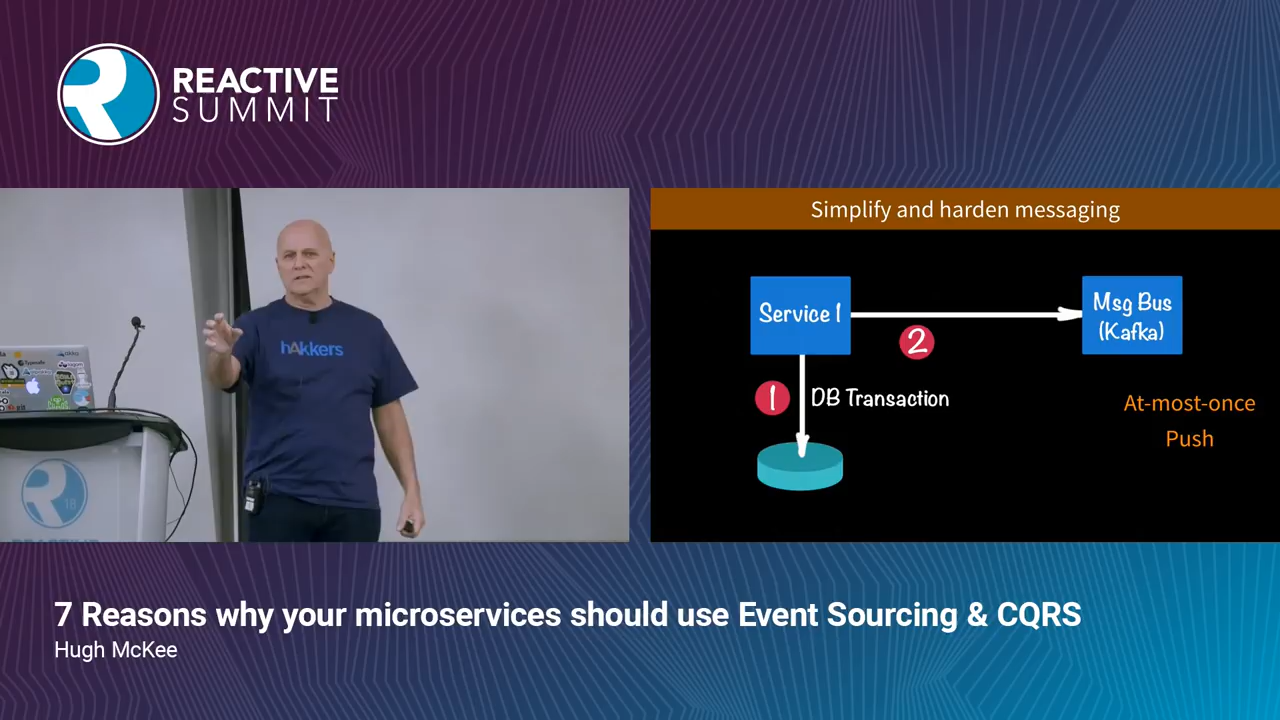 REACTIVE
SUMMIT
Simplify and harden messaging
Service 1
Msg Bus
(Kafka)
2
1
DB Transaction
At-most-once
Push
hAkkers
18
7 Reasons why your microservices should use Event Sourcing & CQRS
Hugh McKee